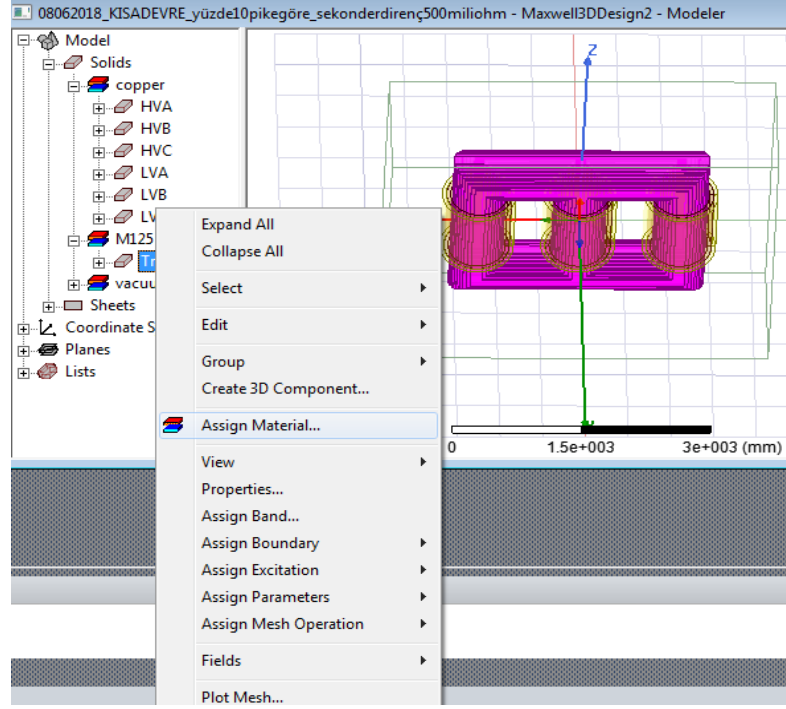 08062018_KISADEVRE_yüzde10pikegöre_sekonderdirenç500miliohm - Maxwell3DDesign2 - Modeler
Model
Solids
copper
HVA
HVB
HVC
LVA
LVB
LV
M125
Tr
vacuu
Sheets
Coordinate S
Planes
Lists
Expand All
Collapse All
Select
Edit
Group
Create 3D Component...
Assign Material...
View
Properties...
Assign Band...
Assign Boundary
Assign Excitation
Assign Parameters
Assign Mesh Operation
Fields
Plot Mesh...
Z
0 1.5e+003 3e+003 (mm)